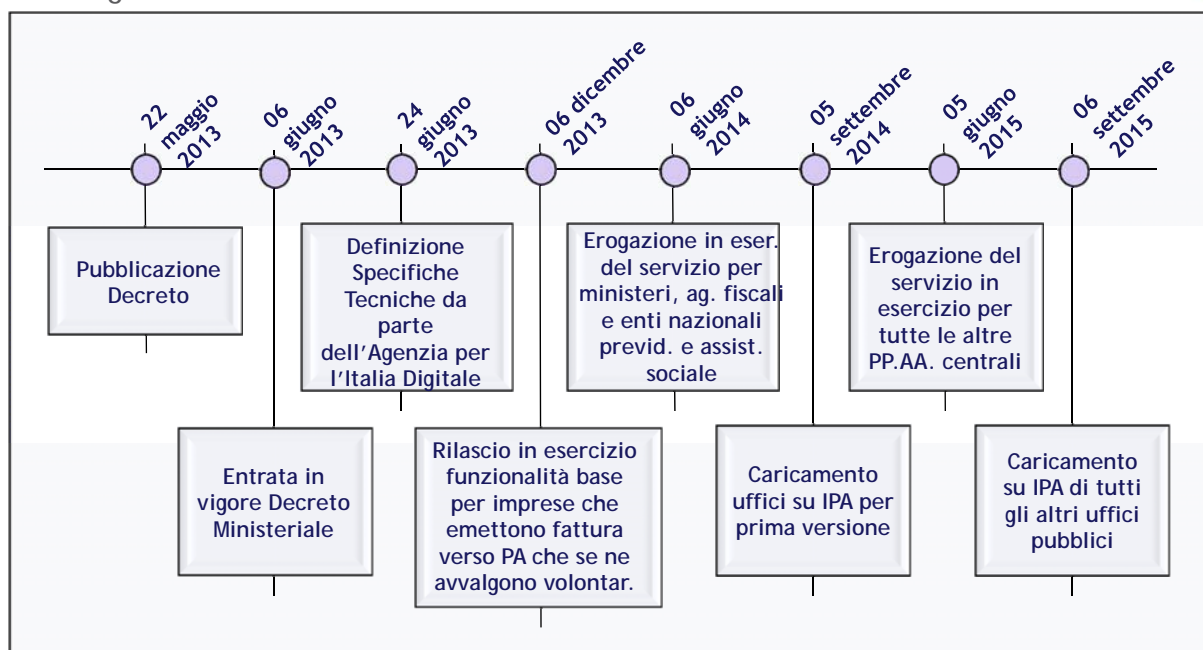 22
maggio
2013
06
giugno
2013
24
giugno
2013
06 dicembre
2013
06
giugno
2014
05
settembre
2014
05
giugno
2015
06
settembre
2015
Pubblicazione
Decreto
Entrata in
vigore Decreto
Ministeriale
Definizione
Specifiche
Tecniche da
parte
dell'Agenzia per
l'Italia Digitale
Rilascio in esercizio
funzionalità base
per imprese che
emettono fattura
verso PA che se ne
avvalgono volontar.
Erogazione in eser.
del servizio per
ministeri, ag. fiscali
e enti nazionali
previd. e assist.
sociale
Caricamento
uffici su IPA per
prima versione
Erogazione del
servizio in
esercizio per
tutte le altre
PP.AA. centrali
Caricamento
su IPA di tutti
gli altri uffici
pubblici